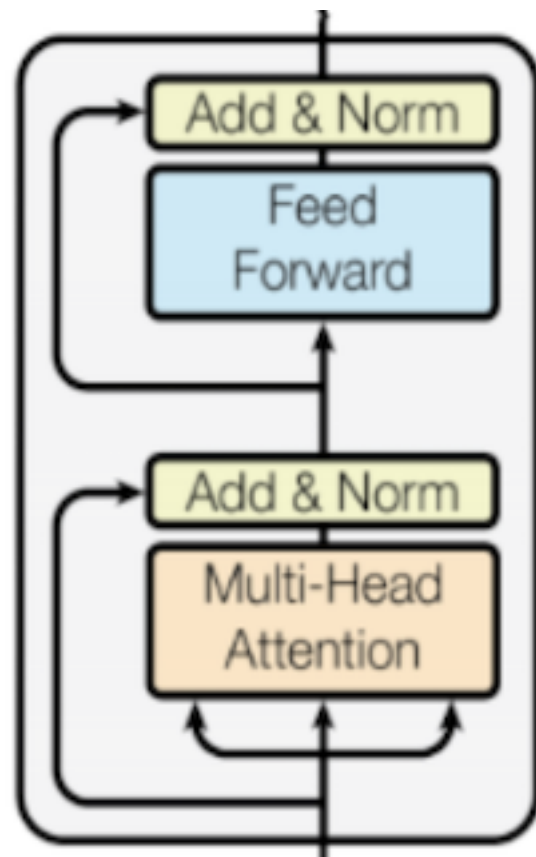 Add & Norm
Feed
Forward
Add & Norm
Multi-Head
Attention